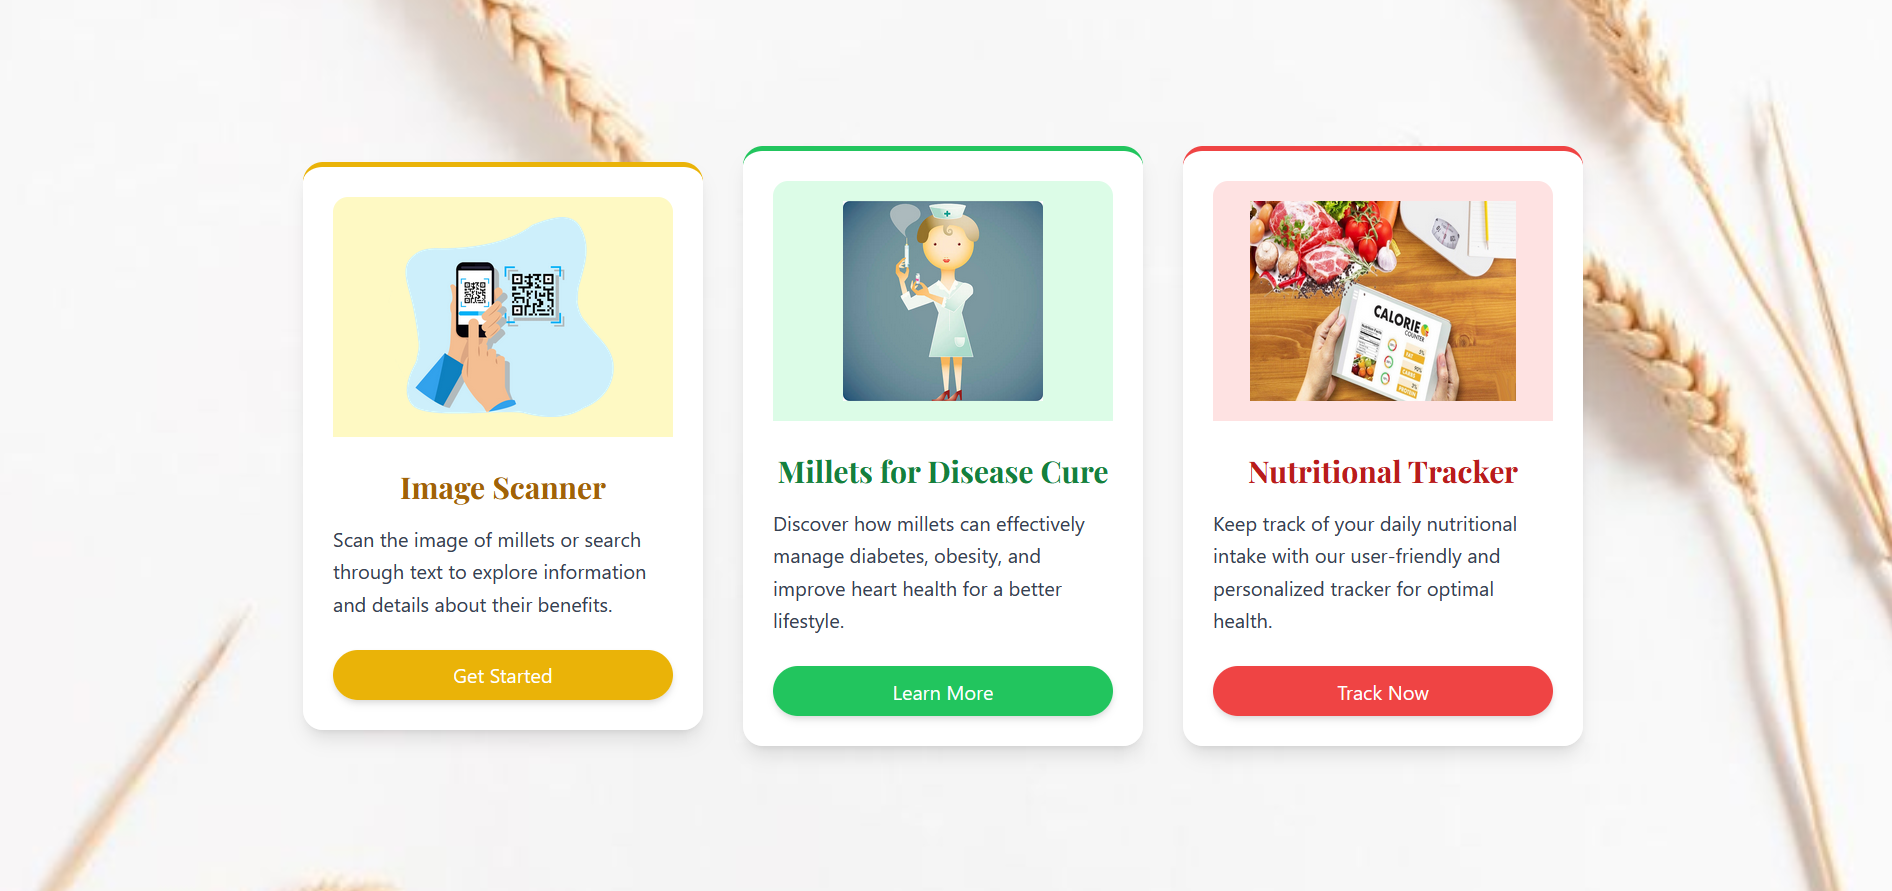 Image Scanner
Scan the image of millets or search
through text to explore information
and details about their benefits.
Get Started
Millets for Disease Cure
Discover how millets can effectively
manage diabetes, obesity, and
improve heart health for a better
lifestyle.
Learn More
CALORIE
COUNTER
Nutritional Tracker
Keep track of your daily nutritional
intake with our user-friendly and
personalized tracker for optimal
health.
Track Now